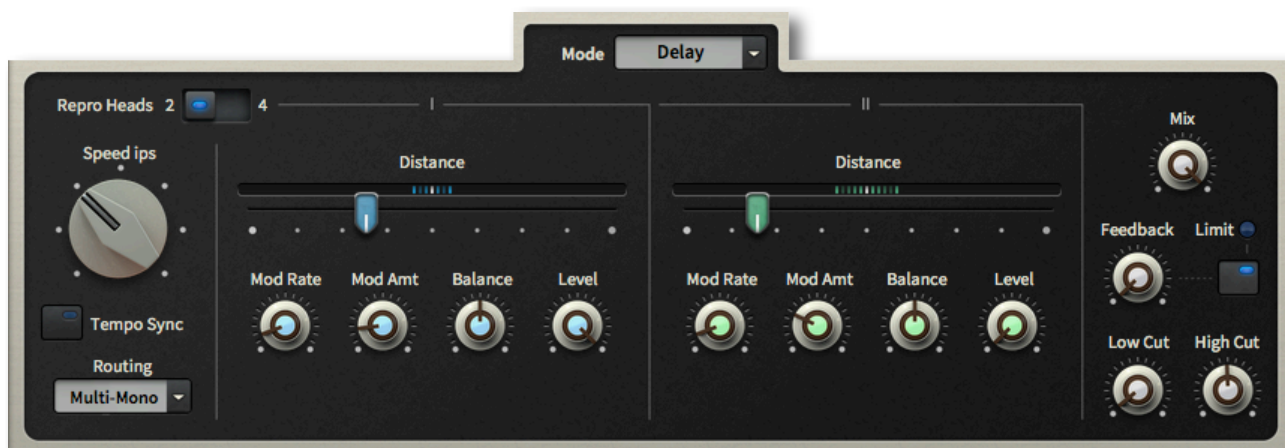 Mode Delay
Repro Heads 2 4 I II
Speed ips
Distance Distance
Mix
Feedback Limit
Mod Rate Mod Amt Balance Level Mod Rate Mod Amt Balance Level
Tempo Sync
Low Cut High Cut
Routing
Multi-Mono